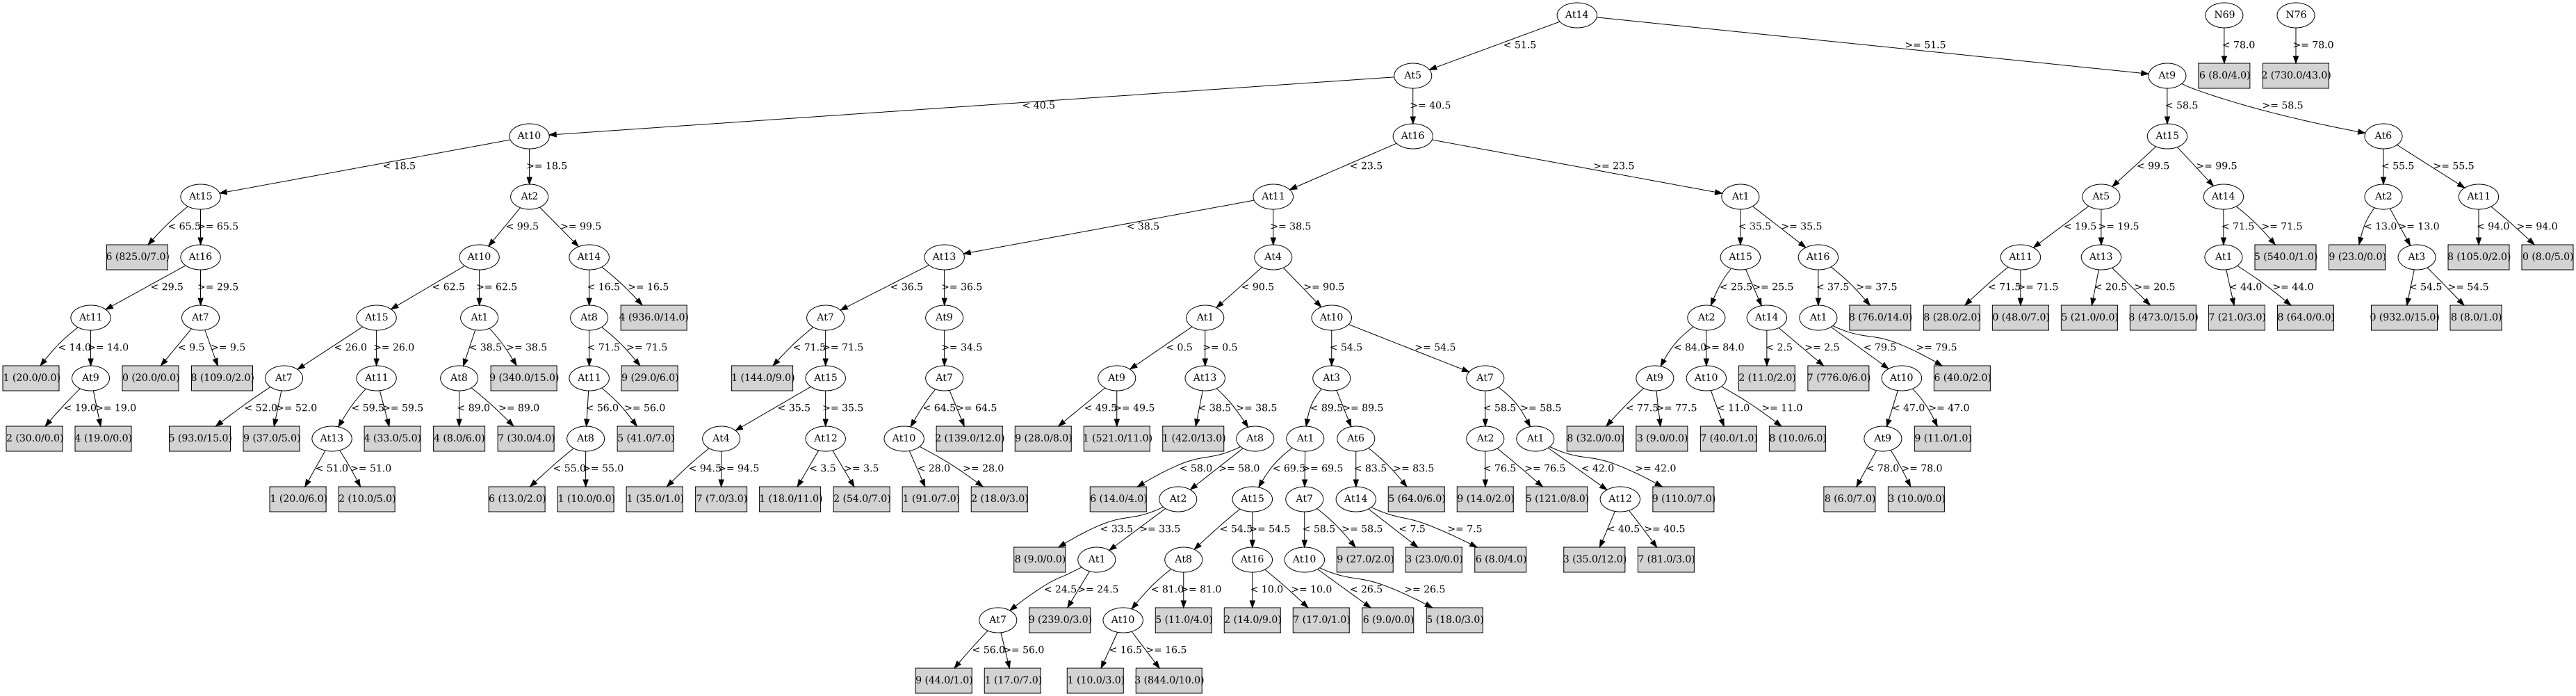 At14 N69 N76
< 51.5 >= 51.5 < 78.0 >= 78.0
At5 At9 6 (8.0/4.0) 2 (730.0/43.0)
< 40.5 >= 40.5 < 58.5 >= 58.5
At10 At16 At15 At6
< 18.5 >= 18.5 < 23.5 >= 23.5 < 99.5 >= 99.5 < 55.5 >= 55.5
At15 At2 At11 At1 At5 At14 At2 At11
< 65.5 >= 65.5 < 99.5 >= 99.5 < 38.5 >= 38.5 < 35.5 >= 35.5 < 19.5 >= 19.5 < 71.5 >= 71.5 < 13.0 >= 13.0 < 94.0 >= 94.0
6 (825.0/7.0) At16 At10 At14 At13 At4 At15 At16 At11 At13 At1 5 (540.0/1.0) 9 (23.0/0.0) At3 8 (105.0/2.0) 0 (8.0/5.0)
< 29.5 >= 29.5 < 62.5 >= 62.5 < 16.5 >= 16.5 < 36.5 >= 36.5 < 90.5 >= 90.5 < 25.5 >= 25.5 < 37.5 >= 37.5 < 71.5 >= 71.5 < 20.5 >= 20.5 < 44.0 >= 44.0 < 54.5 >= 54.5
At11 At7 At15 At1 At8 4 (936.0/14.0) At7 At9 At1 At10 At2 At14 At1 8 (76.0/14.0) 8 (28.0/2.0) 0 (48.0/7.0) 5 (21.0/0.0) 8 (473.0/15.0) 7 (21.0/3.0) 8 (64.0/0.0) 0 (932.0/15.0) 8 (8.0/1.0)
< 14.0 >= 14.0 < 9.5 >= 9.5 < 26.0 >= 26.0 < 38.5 >= 38.5 < 71.5 >= 71.5 < 71.5 >= 71.5 >= 34.5 < 0.5 >= 0.5 < 54.5 >= 54.5 < 84.0 >= 84.0 < 2.5 >= 2.5 < 79.5 >= 79.5
1 (20.0/0.0) At9 0 (20.0/0.0) 8 (109.0/2.0) At7 At11 At8 9 (340.0/15.0) At11 9 (29.0/6.0) 1 (144.0/9.0) At15 At7 At9 At13 At3 At7 At9 At10 2 (11.0/2.0) 7 (776.0/6.0) At10 6 (40.0/2.0)
< 19.0 >= 19.0 < 52.0 >= 52.0 < 59.5 >= 59.5 < 89.0 >= 89.0 < 56.0 >= 56.0 < 35.5 >= 35.5 < 64.5 >= 64.5 < 49.5 >= 49.5 < 38.5 >= 38.5 < 89.5 >= 89.5 < 58.5 >= 58.5 < 77.5 >= 77.5 < 11.0 >= 11.0 < 47.0 >= 47.0
2 (30.0/0.0) 4 (19.0/0.0) 5 (93.0/15.0) 9 (37.0/5.0) At13 4 (33.0/5.0) 4 (8.0/6.0) 7 (30.0/4.0) At8 5 (41.0/7.0) At4 At12 At10 2 (139.0/12.0) 9 (28.0/8.0) 1 (521.0/11.0) 1 (42.0/13.0) At8 At1 At6 At2 At1 8 (32.0/0.0) 3 (9.0/0.0) 7 (40.0/1.0) 8 (10.0/6.0) At9 9 (11.0/1.0)
< 51.0 >= 51.0 < 55.0 >= 55.0 < 94.5 >= 94.5 < 3.5 >= 3.5 < 28.0 >= 28.0 < 58.0 >= 58.0 < 69.5 >= 69.5 < 83.5 >= 83.5 < 76.5 >= 76.5 < 42.0 >= 42.0 < 78.0 >= 78.0
1 (20.0/6.0) 2 (10.0/5.0) 6 (13.0/2.0) 1 (10.0/0.0) 1 (35.0/1.0) 7 (7.0/3.0) 1 (18.0/11.0) 2 (54.0/7.0) 1 (91.0/7.0) 2 (18.0/3.0) 6 (14.0/4.0) At2 At15 At7 At14 5 (64.0/6.0) 9 (14.0/2.0) 5 (121.0/8.0) At12 9 (110.0/7.0) 8 (6.0/7.0) 3 (10.0/0.0)
< 33.5 >= 33.5 < 54.5 >= 54.5 < 58.5 >= 58.5 < 7.5 >= 7.5 < 40.5 >= 40.5
8 (9.0/0.0) At1 At8 At16 At10 9 (27.0/2.0) 3 (23.0/0.0) 6 (8.0/4.0) 3 (35.0/12.0) 7 (81.0/3.0)
< 24.5 >= 24.5 < 81.0 >= 81.0 < 10.0 >= 10.0 < 26.5 >= 26.5
At7 9 (239.0/3.0) At10 5 (11.0/4.0) 2 (14.0/9.0) 7 (17.0/1.0) 6 (9.0/0.0) 5 (18.0/3.0)
< 56.0 >= 56.0 < 16.5 >= 16.5
9 (44.0/1.0) 1 (17.0/7.0) 1 (10.0/3.0) 3 (844.0/10.0)